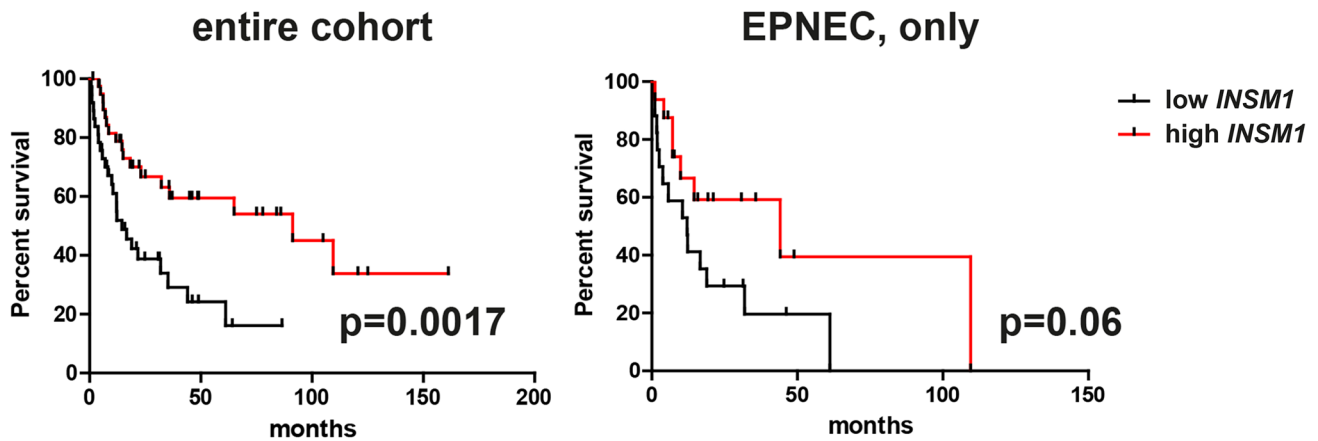 entire cohort
Percent survival
100
80
60
40
20
0
0 50 100 150 200
months
p=0.0017
EPNEC, only
Percent survival
100
80
60
40
20
0
0 50 100 150
months
p=0.06
low INSM1
high INSM1